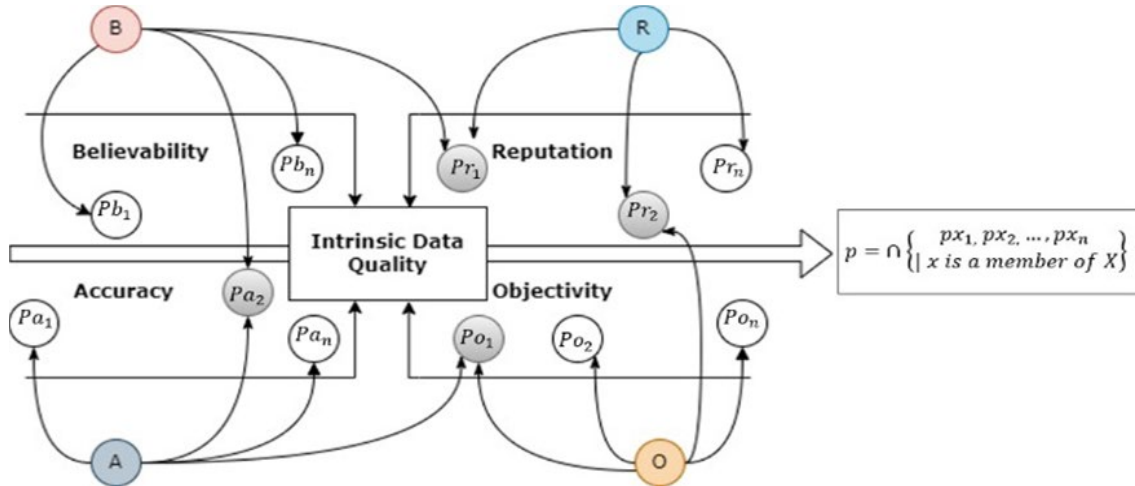 B
R
Believability
Pb_n
Pr_1
Reputation
Pr_n
Pb_1
Pr_2
Intrinsic Data
Quality
p = ∩ { px_1, px_2, ..., px_n
| x is a member of X }
Accuracy
Pa_2
Objectivity
Pa_1
Pa_n
Po_1
Po_2
Po_n
A
O